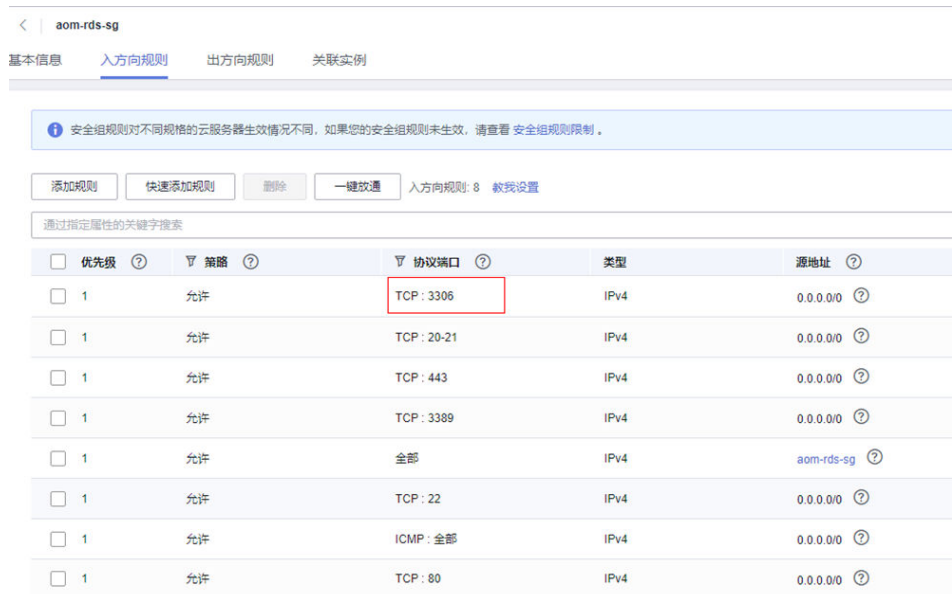 aom-rds-sg
基本信息 入方向规则 出方向规则 关联实例
安全组规则对不同规格的云服务器生效情况不同，如果您的安全组规则未生效，请查看 安全组规则限制 。
添加规则 快速添加规则 删除 一键放通 入方向规则: 8 教我设置
通过指定属性的关键字搜索
优先级 策略 协议端口 类型 源地址
1 允许 TCP : 3306 IPv4 0.0.0.0/0
1 允许 TCP : 20-21 IPv4 0.0.0.0/0
1 允许 TCP : 443 IPv4 0.0.0.0/0
1 允许 TCP : 3389 IPv4 0.0.0.0/0
1 允许 全部 IPv4 aom-rds-sg
1 允许 TCP : 22 IPv4 0.0.0.0/0
1 允许 ICMP : 全部 IPv4 0.0.0.0/0
1 允许 TCP : 80 IPv4 0.0.0.0/0